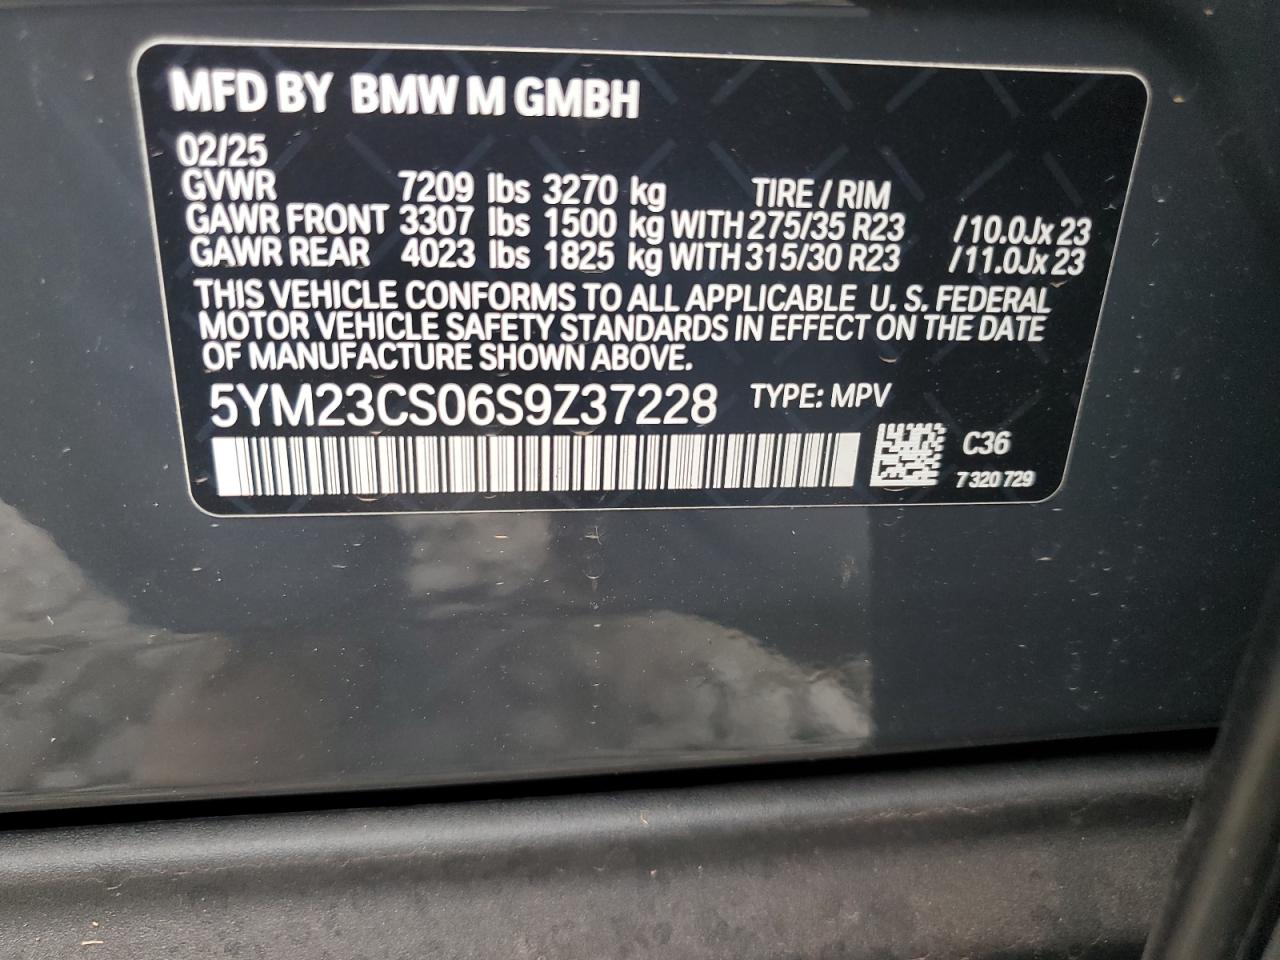 MFD BY BMW M GMBH
02/25
GVWR 7209 lbs 3270 kg TIRE / RIM
GAWR FRONT 3307 lbs 1500 kg WITH 275/35 R23 /10.0Jx 23
GAWR REAR 4023 lbs 1825 kg WITH 315/30 R23 /11.0Jx 23
THIS VEHICLE CONFORMS TO ALL APPLICABLE U. S. FEDERAL
MOTOR VEHICLE SAFETY STANDARDS IN EFFECT ON THE DATE
OF MANUFACTURE SHOWN ABOVE.
5YM23CS06S9Z37228 TYPE: MPV
C36
7 320 729